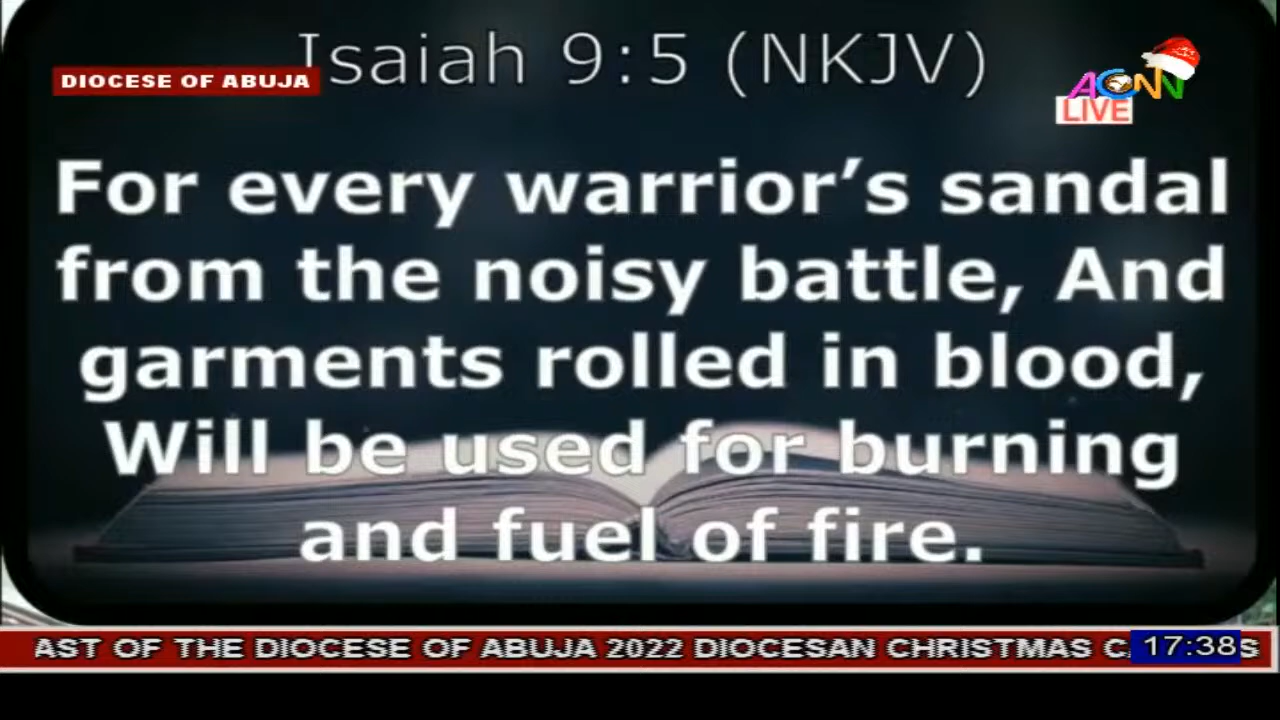 Isaiah 9:5 (NKJV)
DIOCESE OF ABUJA
ACNN
LIVE
For every warrior’s sandal
from the noisy battle, And
garments rolled in blood,
Will be used for burning
and fuel of fire.
AST OF THE DIOCESE OF ABUJA 2022 DIOCESAN CHRISTMAS
17:38